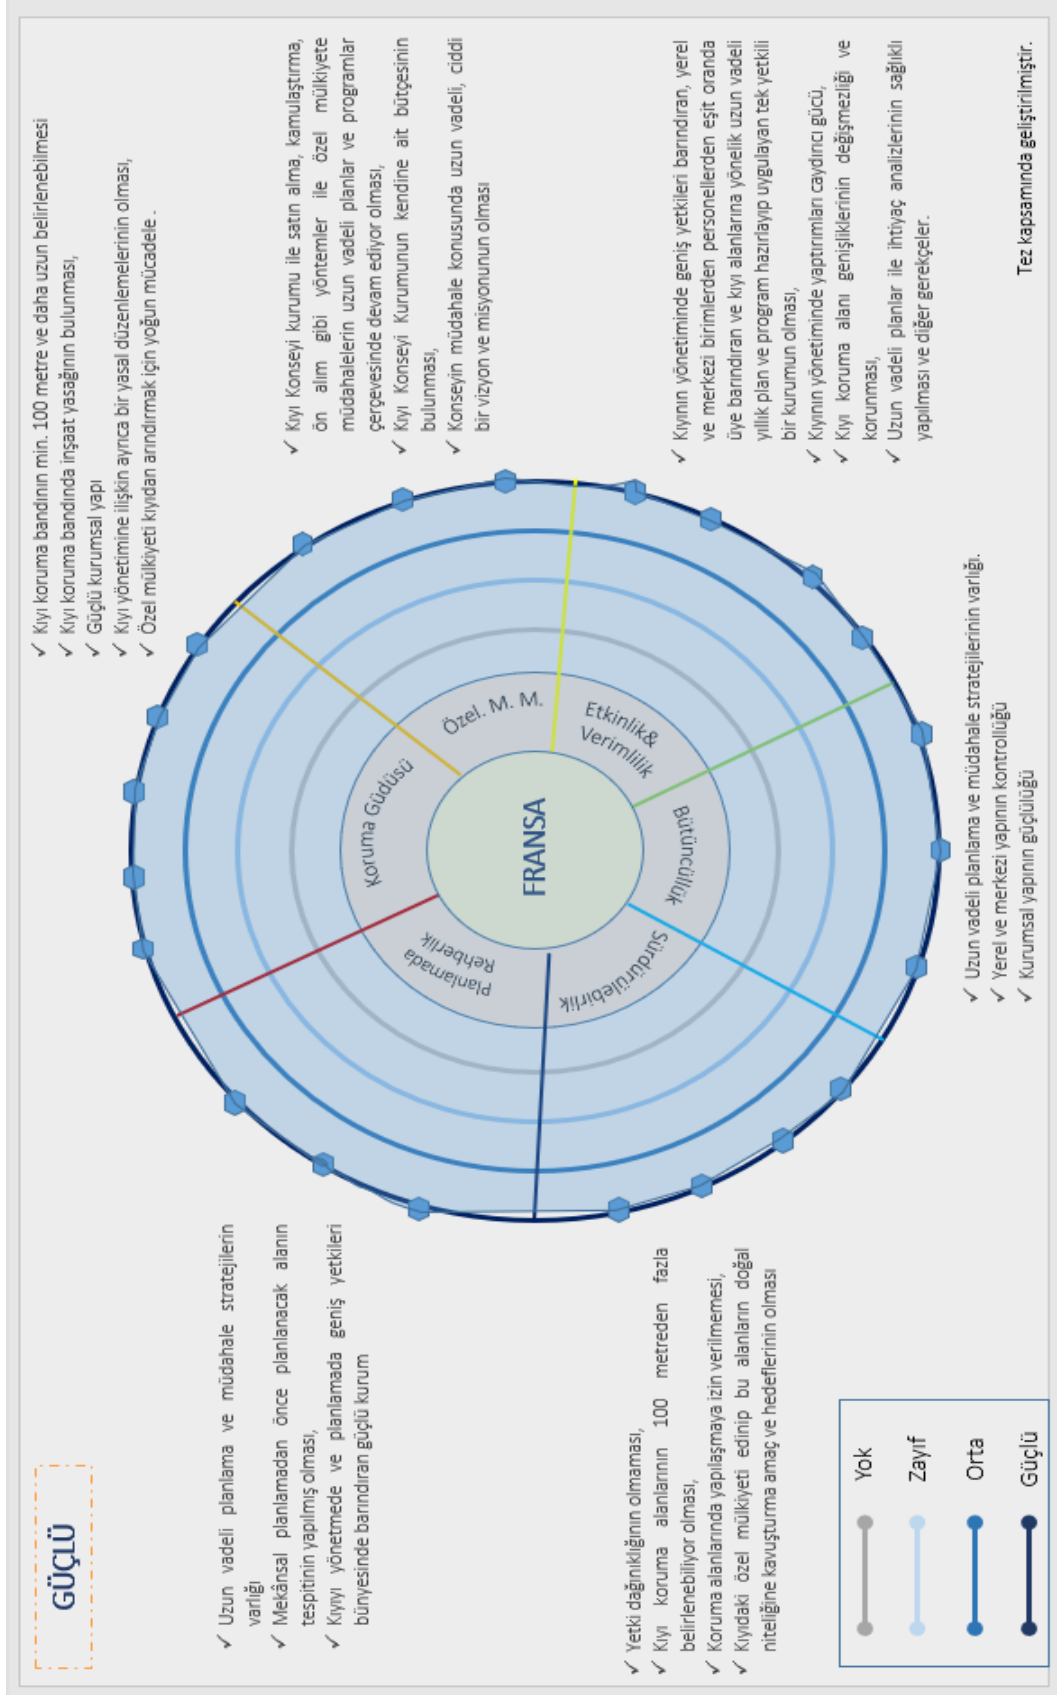 GÜÇLÜ
✓ Uzun vadeli planlama ve müdahale stratejilerin
varlığı
✓ Mekânsal planlamadan önce planlanacak alanın
tespitinin yapılmış olması,
✓ Kıyıyı yönetmede ve planlamada geniş yetkileri
bünyesinde barındıran güçlü kurum
✓ Kıyı koruma bandının min. 100 metre ve daha uzun belirlenebilmesi
✓ Kıyı koruma bandında inşaat yasağının bulunması,
✓ Güçlü kurumsal yapı
✓ Kıyı yönetimine ilişkin ayrıca bir yasal düzenlemelerinin olması,
✓ Özel mülkiyeti kıyıdan arındırmak için yoğun mücadele .
✓ Kıyı Konseyi kurumu ile satın alma, kamulaştırma,
ön alım gibi yöntemler ile özel mülkiyete
müdahalelerin uzun vadeli planlar ve programlar
çerçevesinde devam ediyor olması,
✓ Kıyı Konseyi Kurumunun kendine ait bütçesinin
bulunması,
✓ Konseyin müdahale konusunda uzun vadeli, ciddi
bir vizyon ve misyonunun olması
Planlamada
Rehberlik
Koruma Güdüsü
Özel. M. M.
FRANSA
Sürdürülebirlik
Bütüncüllük
Etkinlik&
Verimlilik
✓ Yetki dağınıklığının olmaması,
✓ Kıyı koruma alanlarının 100 metreden fazla
belirlenebiliyor olması,
✓ Koruma alanlarında yapılaşmaya izin verilmemesi,
✓ Kıyıdaki özel mülkiyeti edinip bu alanların doğal
niteliğine kavuşturma amaç ve hedeflerinin olması
✓ Kıyının yönetiminde geniş yetkileri barındıran, yerel
ve merkezi birimlerden personellerden eşit oranda
üye barındıran ve kıyı alanlarına yönelik uzun vadeli
yıllık plan ve program hazırlayıp uygulayan tek yetkili
bir kurumun olması,
✓ Kıyının yönetiminde yaptırımları caydırıcı gücü,
✓ Kıyı koruma alanı genişliklerinin değişmezliği ve
korunması,
✓ Uzun vadeli planlar ile ihtiyaç analizlerinin sağlıklı
yapılması ve diğer gerekçeler.
✓ Uzun vadeli planlama ve müdahale stratejilerinin varlığı.
✓ Yerel ve merkezi yapının kontrollüğü
✓ Kurumsal yapının güçlülüğü
Yok
Zayıf
Orta
Güçlü
Tez kapsamında geliştirilmiştir.